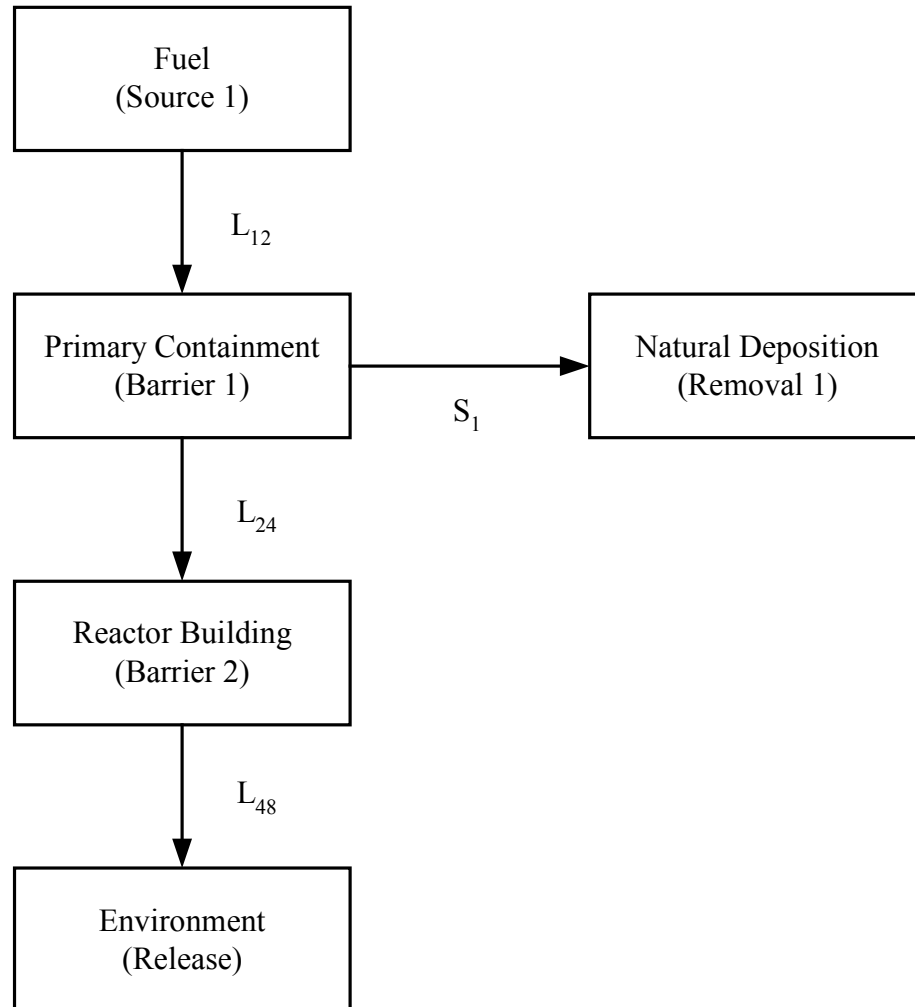 Fuel
(Source 1)
L12
Primary Containment
(Barrier 1)
S1
Natural Deposition
(Removal 1)
L24
Reactor Building
(Barrier 2)
L48
Environment
(Release)